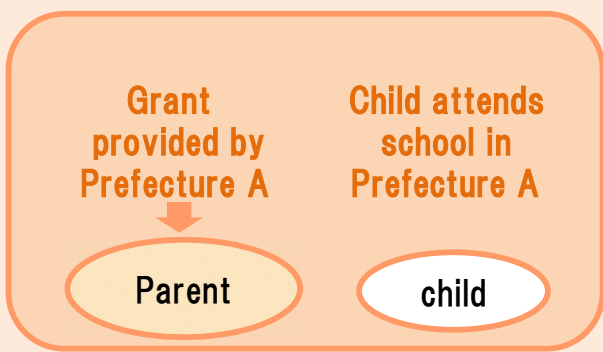 Grant
provided by
Prefecture A
Parent
Child attends
school in
Prefecture A
child